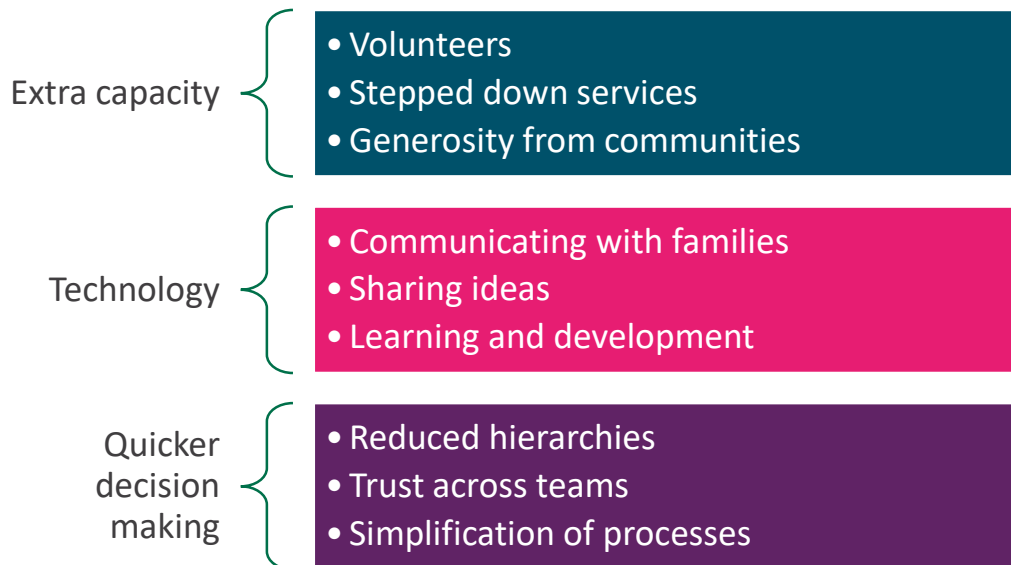 Extra capacity
• Volunteers
• Stepped down services
• Generosity from communities
Technology
• Communicating with families
• Sharing ideas
• Learning and development
Quicker
decision
making
• Reduced hierarchies
• Trust across teams
• Simplification of processes